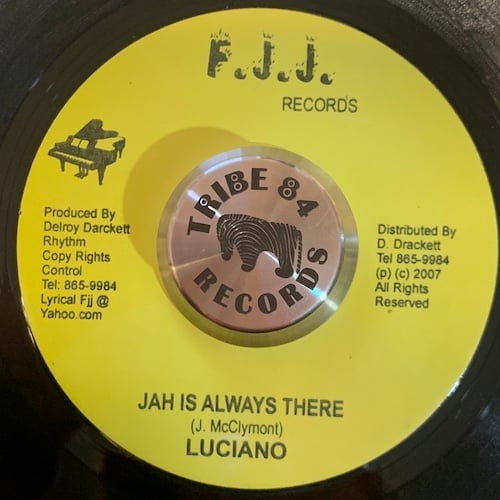 F.J.J.
RECORDS
Produced By
Delroy Darckett
Rhythm
Copy Rights
Control
Tel: 865-9984
Lyrical Fjj @
Yahoo.com
TRIBE 84
RECORDS
Distributed By
D. Drackett
Tel 865-9984
(p) (c) 2007
All Rights
Reserved
JAH IS ALWAYS THERE
(J. McClymont)
LUCIANO